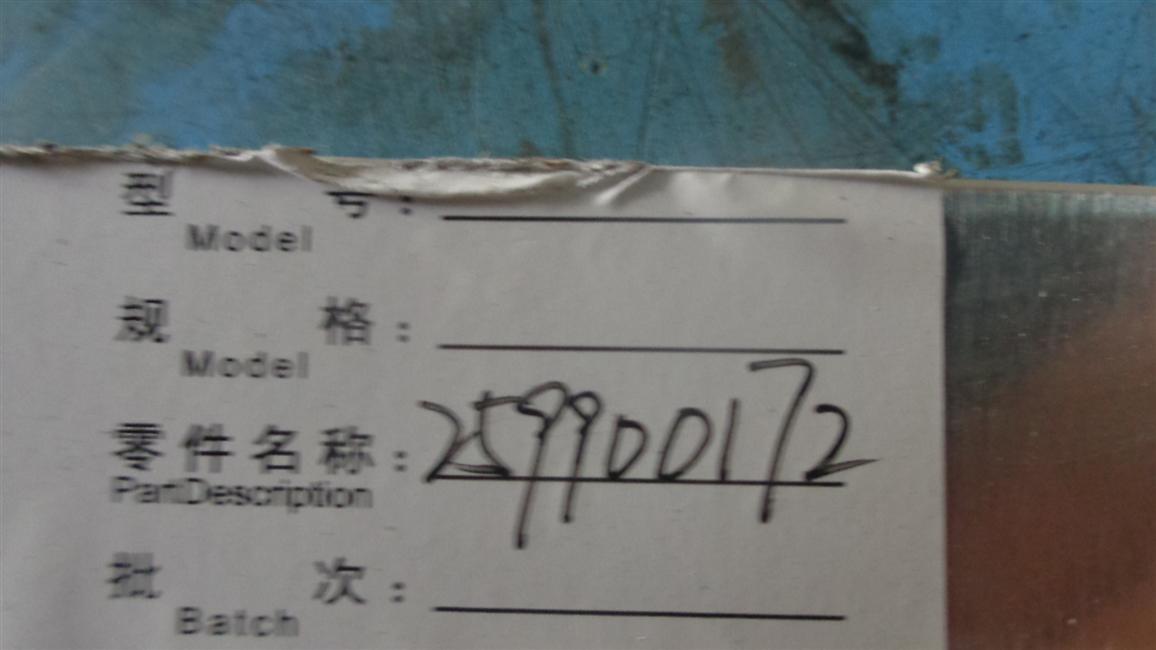 型 号：
Model
规 格：
Model
零件名称：259900172
PartDescription
批 次：
Batch